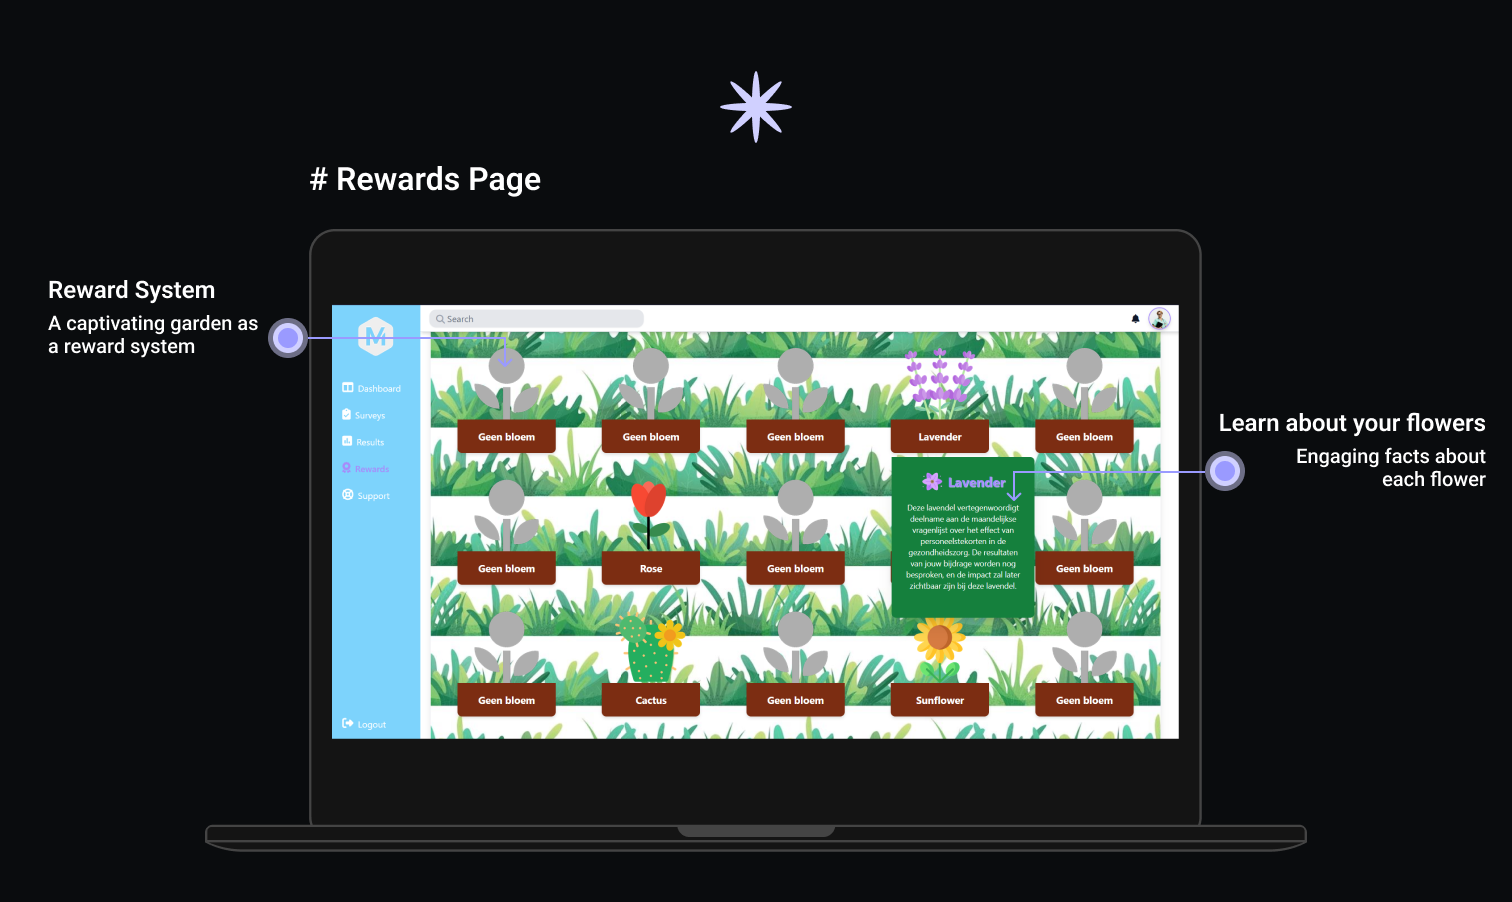 # Rewards Page
Reward System
A captivating garden as
a reward system
Learn about your flowers
Engaging facts about
each flower
M
Search
Dashboard
Surveys
Results
Rewards
Support
Logout
Geen bloem
Geen bloem
Geen bloem
Lavender
Geen bloem
Lavender
Deze lavendel vertegenwoordigt
deelname aan de maandelijkse
vragenlijst over het effect van
personeelstekorten in de
gezondheidszorg. De resultaten
van jouw bijdrage worden nog
besproken, en de impact zal later
zichtbaar zijn bij deze lavendel.
Geen bloem
Rose
Geen bloem
Geen bloem
Geen bloem
Cactus
Geen bloem
Sunflower
Geen bloem